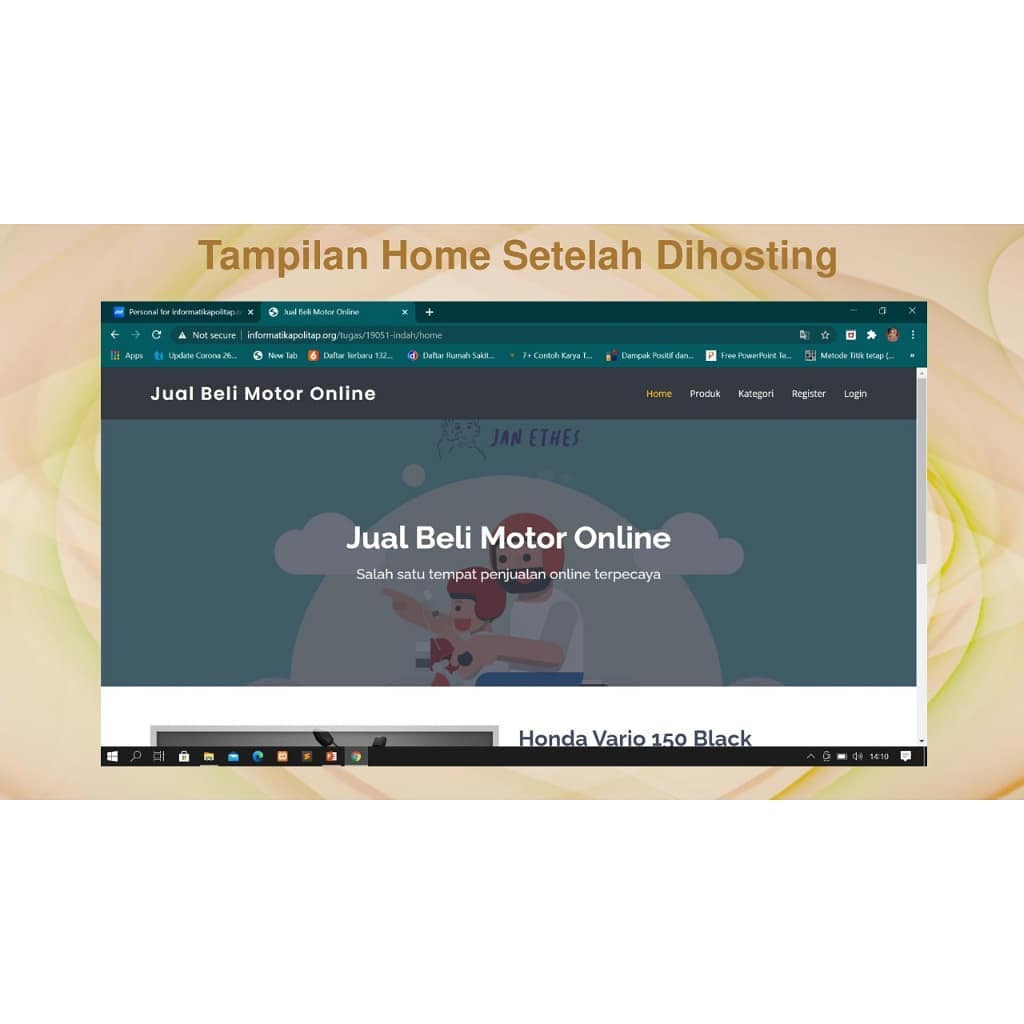 Tampilan Home Setelah Dihosting
Personal for informatikapolitap.o
Jual Beli Motor Online
Not secure | informatikapolitap.org/tugas/19051-indah/home
Apps
Update Corona 26...
New Tab
Daftar Terbaru 132...
Daftar Rumah Sakit...
7+ Contoh Karya T...
Dampak Positif dan...
Free PowerPoint Te...
Metode Titik tetap (...
»
Jual Beli Motor Online
Home
Produk
Kategori
Register
Login
JAN ETHES
Jual Beli Motor Online
Salah satu tempat penjualan online terpecaya
Honda Vario 150 Black
14:10